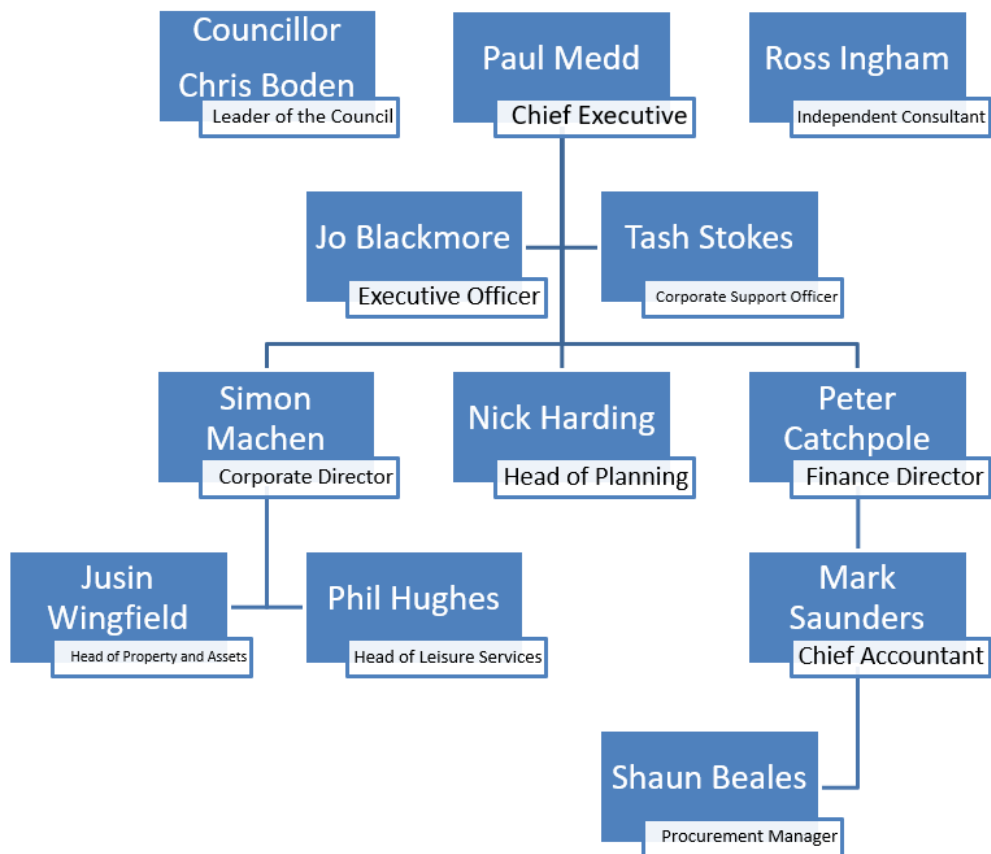 Councillor
Chris Boden
Leader of the Council
Paul Medd
Chief Executive
Ross Ingham
Independent Consultant
Jo Blackmore
Executive Officer
Tash Stokes
Corporate Support Officer
Simon
Machen
Corporate Director
Nick Harding
Head of Planning
Peter
Catchpole
Finance Director
Jusin
Wingfield
Head of Property and Assets
Phil Hughes
Head of Leisure Services
Mark
Saunders
Chief Accountant
Shaun Beales
Procurement Manager